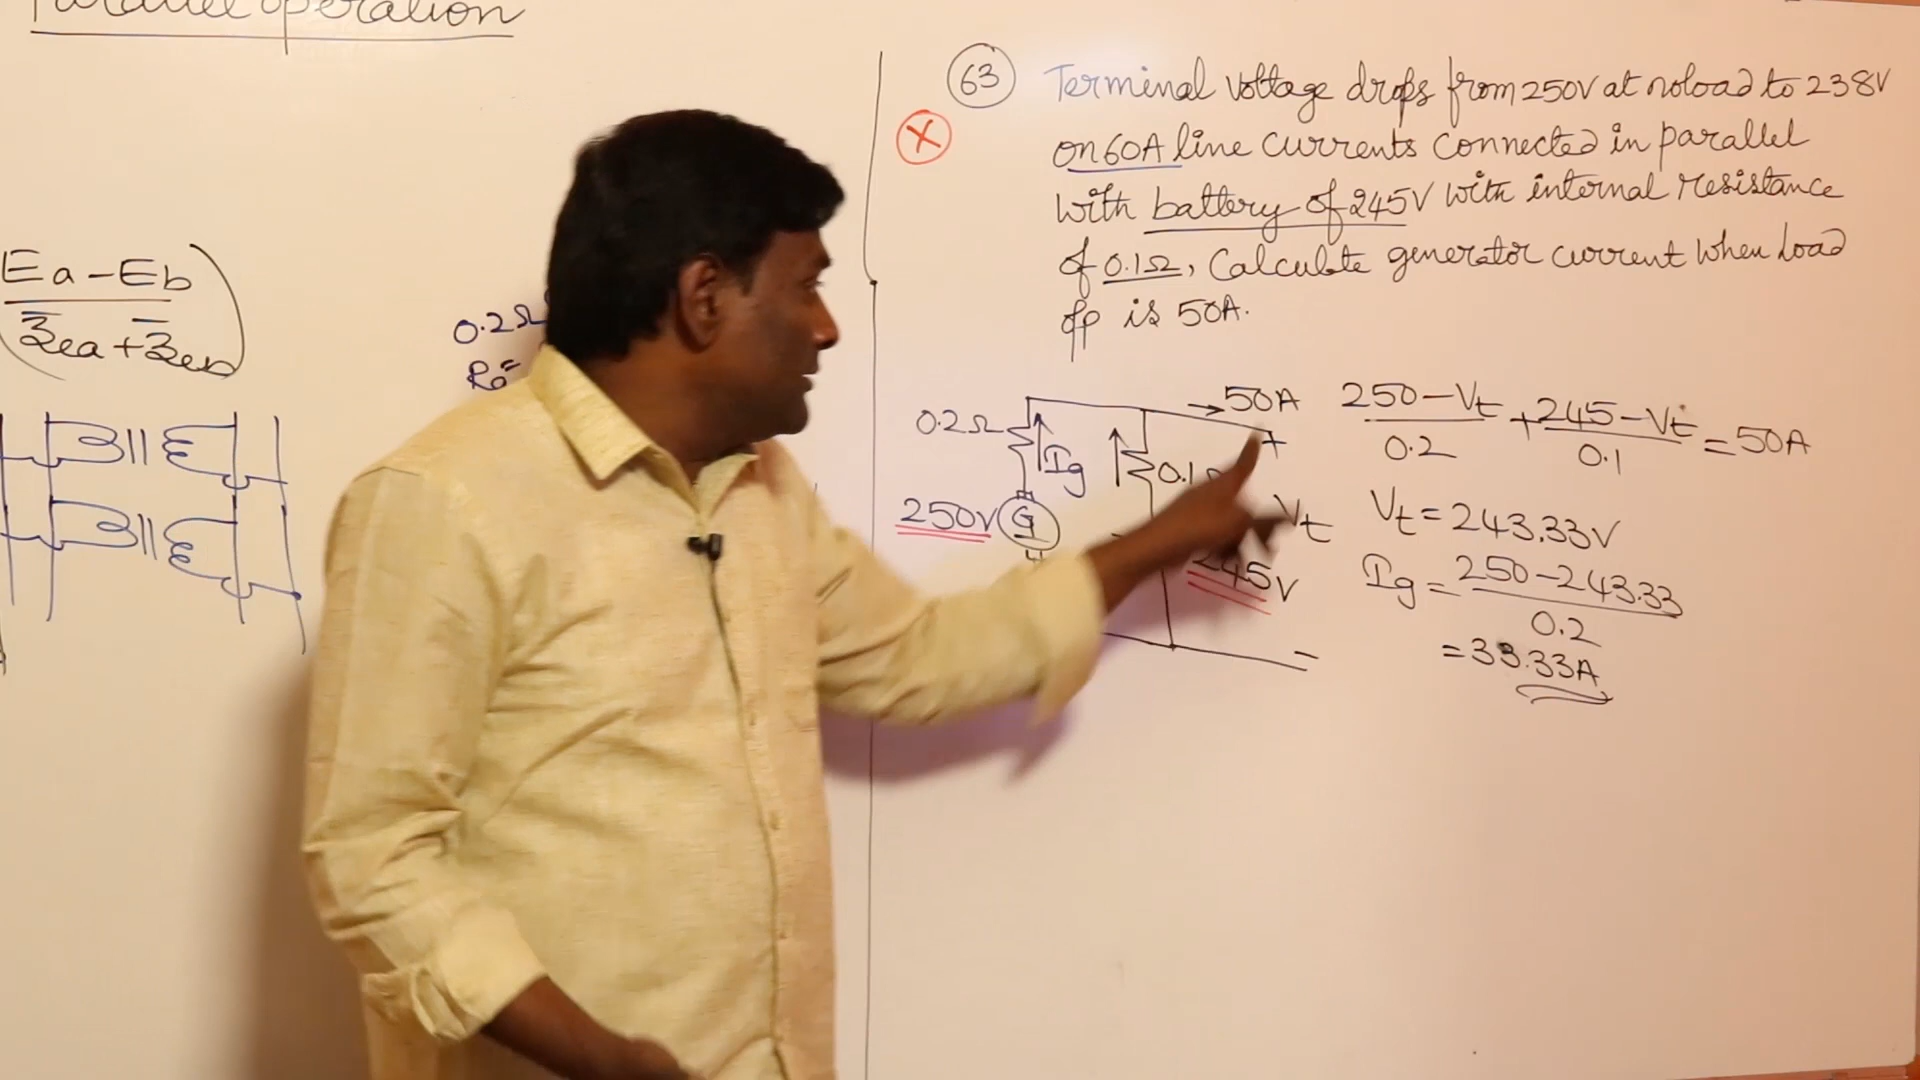 Parallel operation
Ea - Eb
Zea + Zeb
0.2Ω
R0=
63
X
Terminal voltage drops from 250V at noload to 238V
on 60A line currents connected in parallel
with battery of 245V with internal resistance
of 0.1Ω, Calculate generator current when load
op is 50A.
0.2Ω
Ig
250V
G
50A
+
0.1
Vt
245V
-
250 - Vt / 0.2 + 245 - Vt / 0.1 = 50A
Vt = 243.33V
Ig = 250 - 243.33 / 0.2
= 33.33A